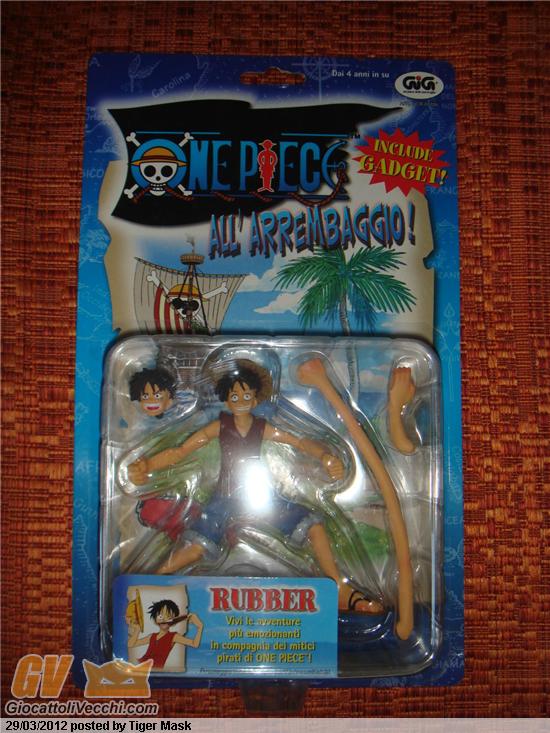 Dai 4 anni in su
GiG
ONE PIECE
TM
INCLUDE
GADGET!
ALL'ARREMBAGGIO!
RUBBER
Vivi le avventure
più emozionanti
in compagnia dei mitici
pirati di ONE PIECE!
GV
GiocattoliVecchi.com
29/03/2012 posted by Tiger Mask